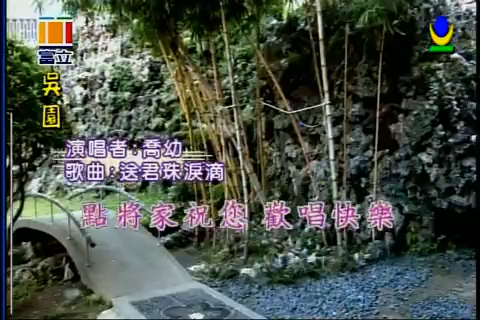 富立
吳園
演唱者:喬幼
歌曲:送君珠淚滴
點將家祝您 歡唱快樂